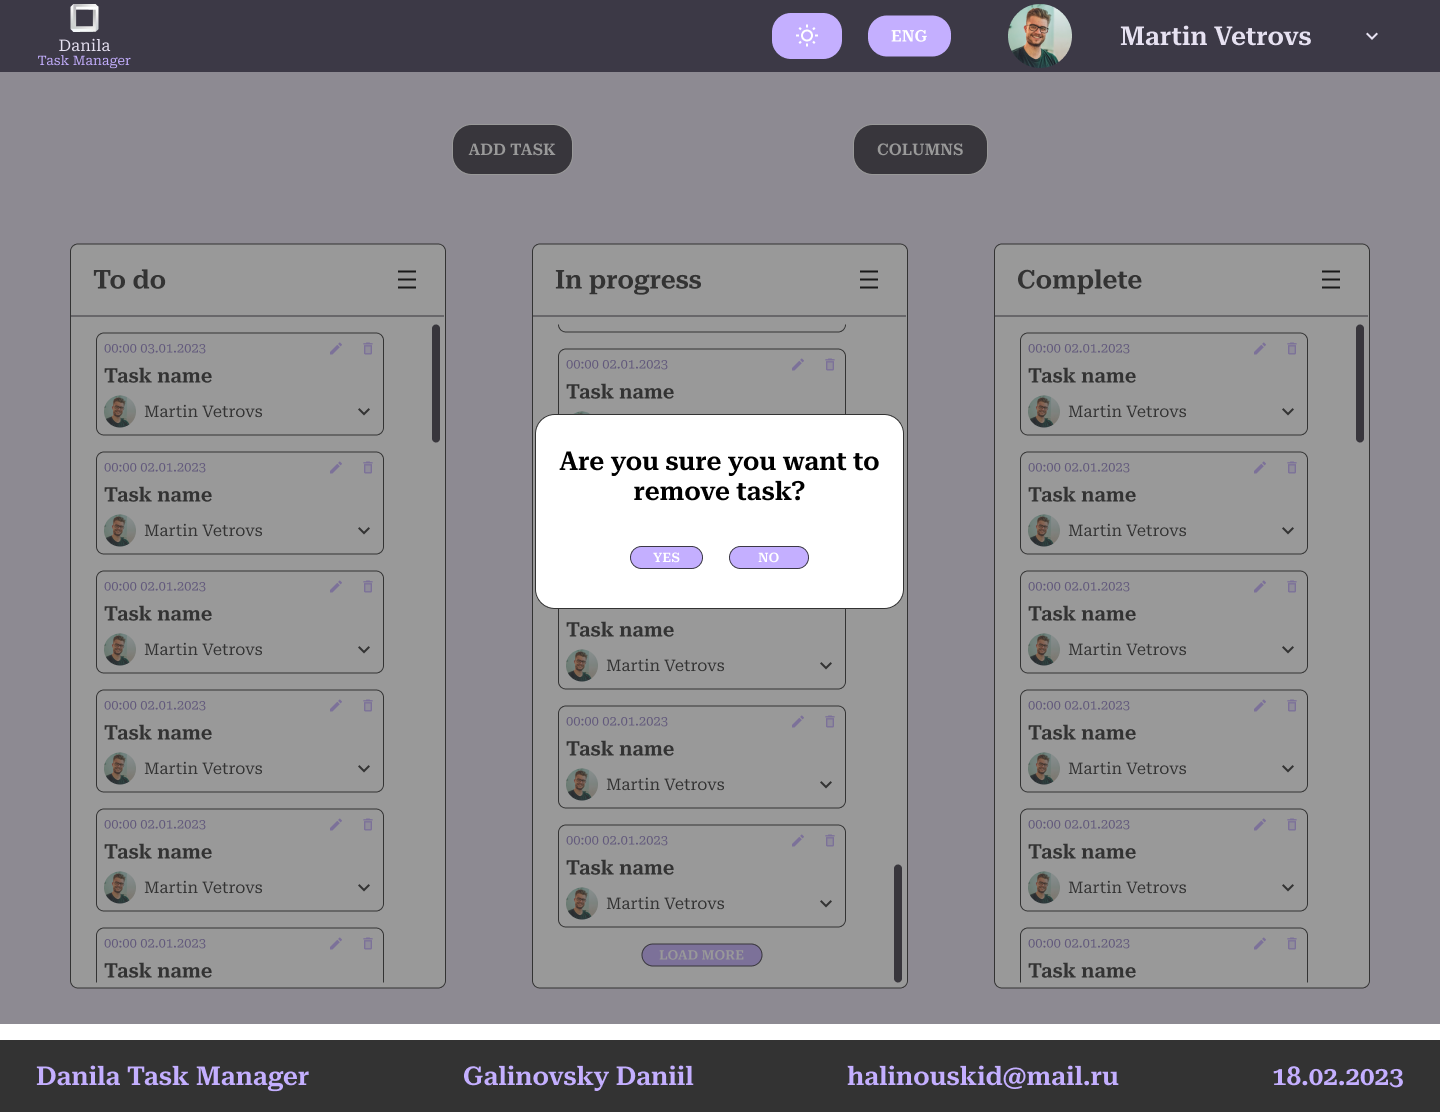 Danila
Task Manager
ENG
Martin Vetrovs
ADD TASK
COLUMNS
To do
00:00 03.01.2023
Task name
Martin Vetrovs
00:00 02.01.2023
Task name
Martin Vetrovs
00:00 02.01.2023
Task name
Martin Vetrovs
00:00 02.01.2023
Task name
Martin Vetrovs
00:00 02.01.2023
Task name
Martin Vetrovs
00:00 02.01.2023
Task name
In progress
00:00 02.01.2023
Task name
Are you sure you want to
remove task?
YES
NO
Task name
Martin Vetrovs
00:00 02.01.2023
Task name
Martin Vetrovs
00:00 02.01.2023
Task name
Martin Vetrovs
LOAD MORE
Complete
00:00 02.01.2023
Task name
Martin Vetrovs
00:00 02.01.2023
Task name
Martin Vetrovs
00:00 02.01.2023
Task name
Martin Vetrovs
00:00 02.01.2023
Task name
Martin Vetrovs
00:00 02.01.2023
Task name
Martin Vetrovs
00:00 02.01.2023
Task name
Danila Task Manager
Galinovsky Daniil
halinouskid@mail.ru
18.02.2023